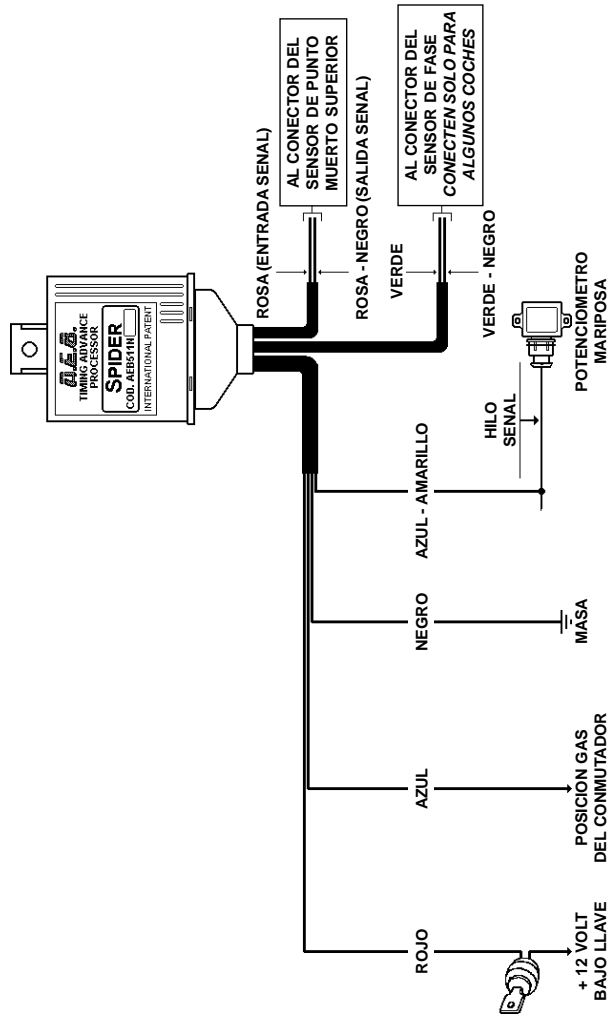 A.E.B.
TIMING ADVANCE
PROCESSOR
SPIDER
COD. AEB511N
INTERNATIONAL PATENT
ROSA (ENTRADA SENAL)
AL CONECTOR DEL
SENSOR DE PUNTO
MUERTO SUPERIOR
ROSA - NEGRO (SALIDA SENAL)
VERDE
AL CONECTOR DEL
SENSOR DE FASE
CONECTEN SOLO PARA
ALGUNOS COCHES
VERDE - NEGRO
ROJO
AZUL
NEGRO
AZUL - AMARILLO
HILO
SENAL
+ 12 VOLT
BAJO LLAVE
POSICION GAS
DEL CONMUTADOR
MASA
POTENCIOMETRO
MARIPOSA